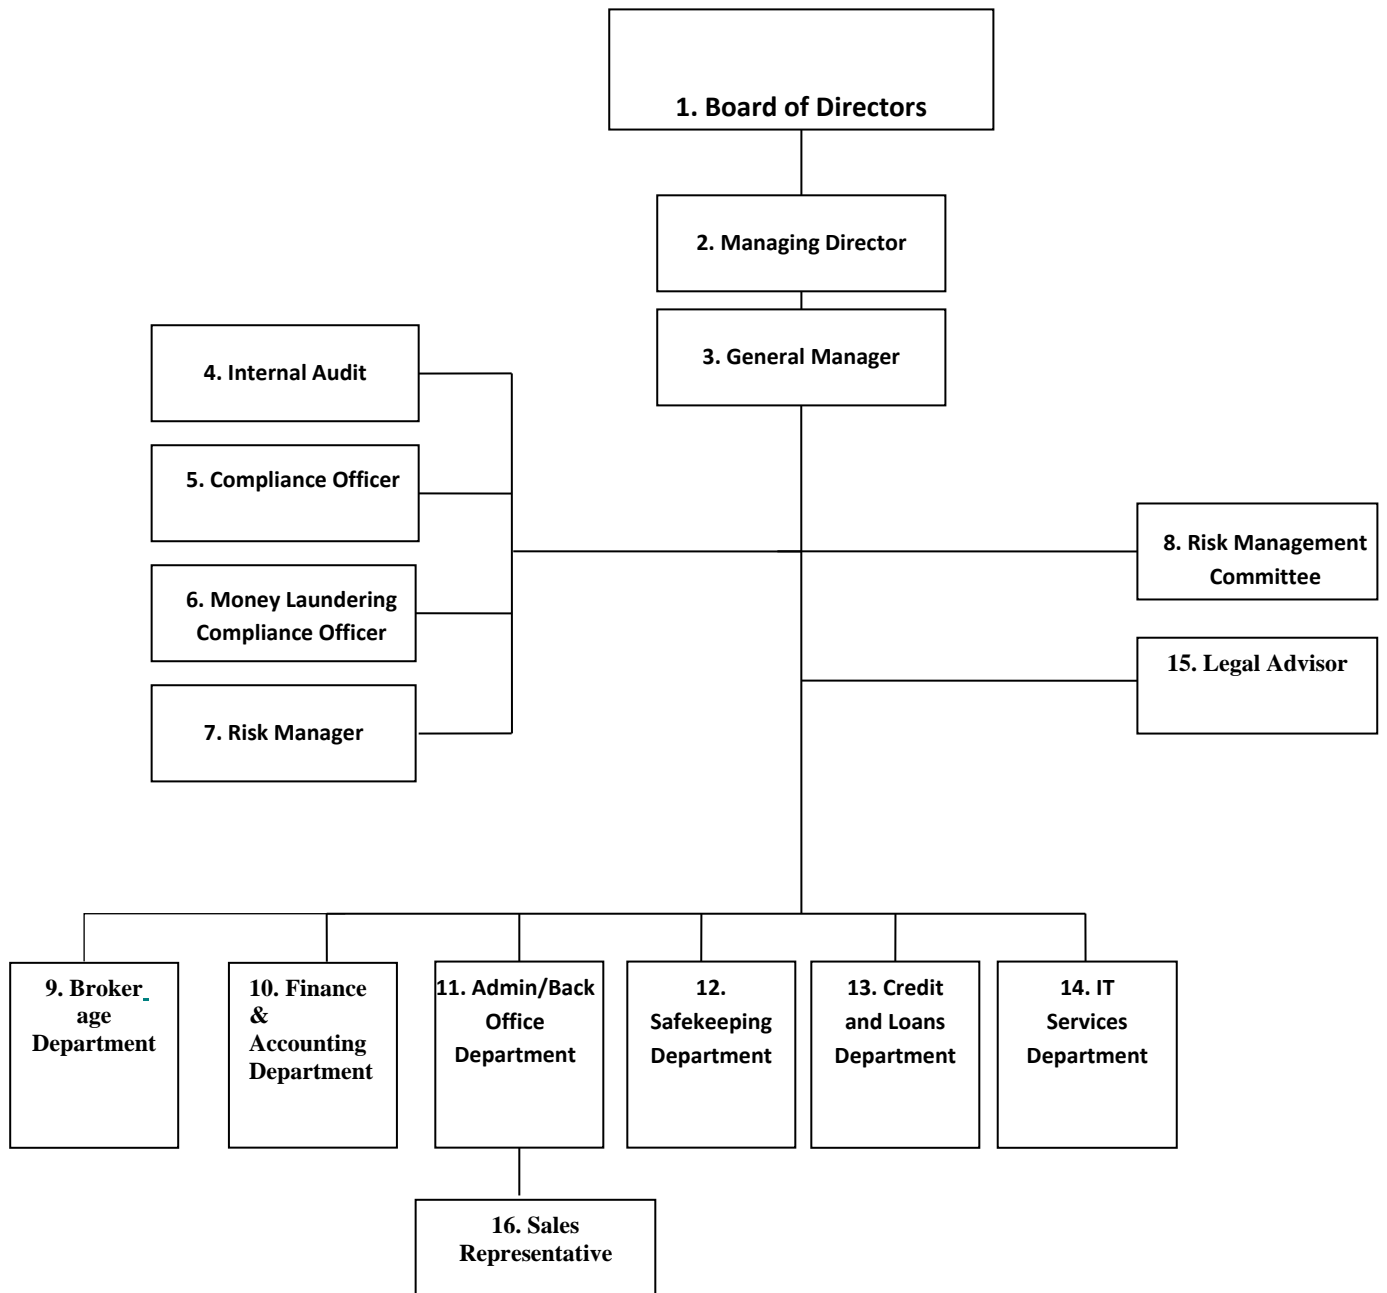 1. Board of Directors
2. Managing Director
3. General Manager
4. Internal Audit
5. Compliance Officer
6. Money Laundering
Compliance Officer
7. Risk Manager
8. Risk Management
Committee
15. Legal Advisor
9. Broker
age
Department
10. Finance
&
Accounting
Department
11. Admin/Back
Office
Department
12.
Safekeeping
Department
13. Credit
and Loans
Department
14. IT
Services
Department
16. Sales
Representative